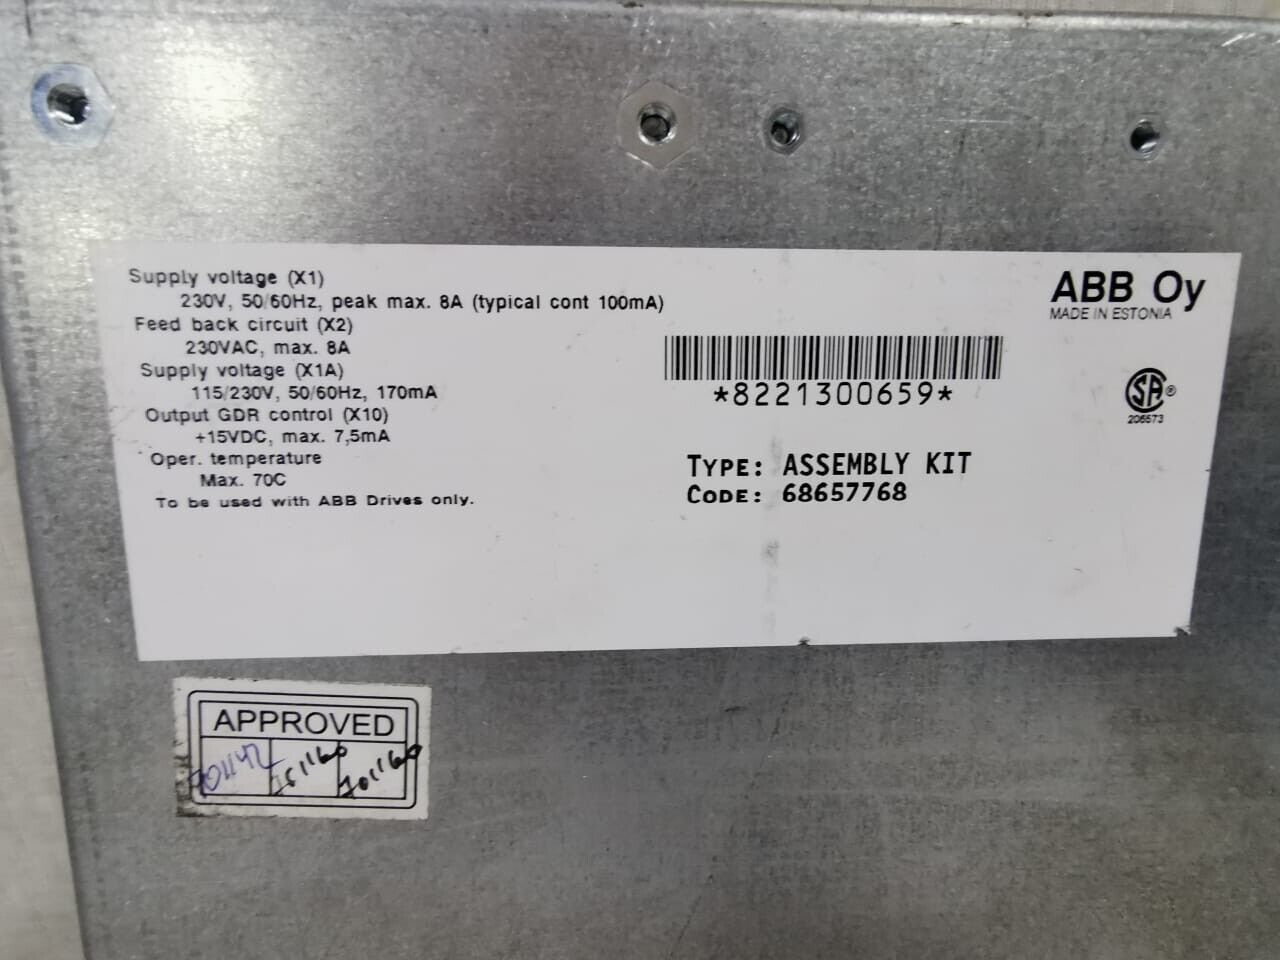 Supply voltage (X1)
230V, 50/60Hz, peak max. 8A (typical cont 100mA)
Feed back circuit (X2)
230VAC, max. 8A
Supply voltage (X1A)
115/230V, 50/60Hz, 170mA
Output GDR control (X10)
+15VDC, max. 7,5mA
Oper. temperature
Max. 70C
To be used with ABB Drives only.
*8221300659*
TYPE: ASSEMBLY KIT
CODE: 68657768
ABB Oy
MADE IN ESTONIA
SA®
APPROVED
701160